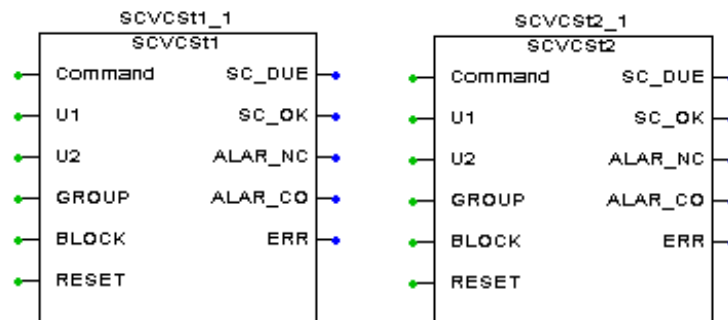 SCVCSt1_1
SCVCSt1
Command SC_DUE
U1 SC_OK
U2 ALAR_NC
GROUP ALAR_CO
BLOCK ERR
RESET
SCVCSt2_1
SCVCSt2
Command SC_DUE
U1 SC_OK
U2 ALAR_NC
GROUP ALAR_CO
BLOCK ERR
RESET